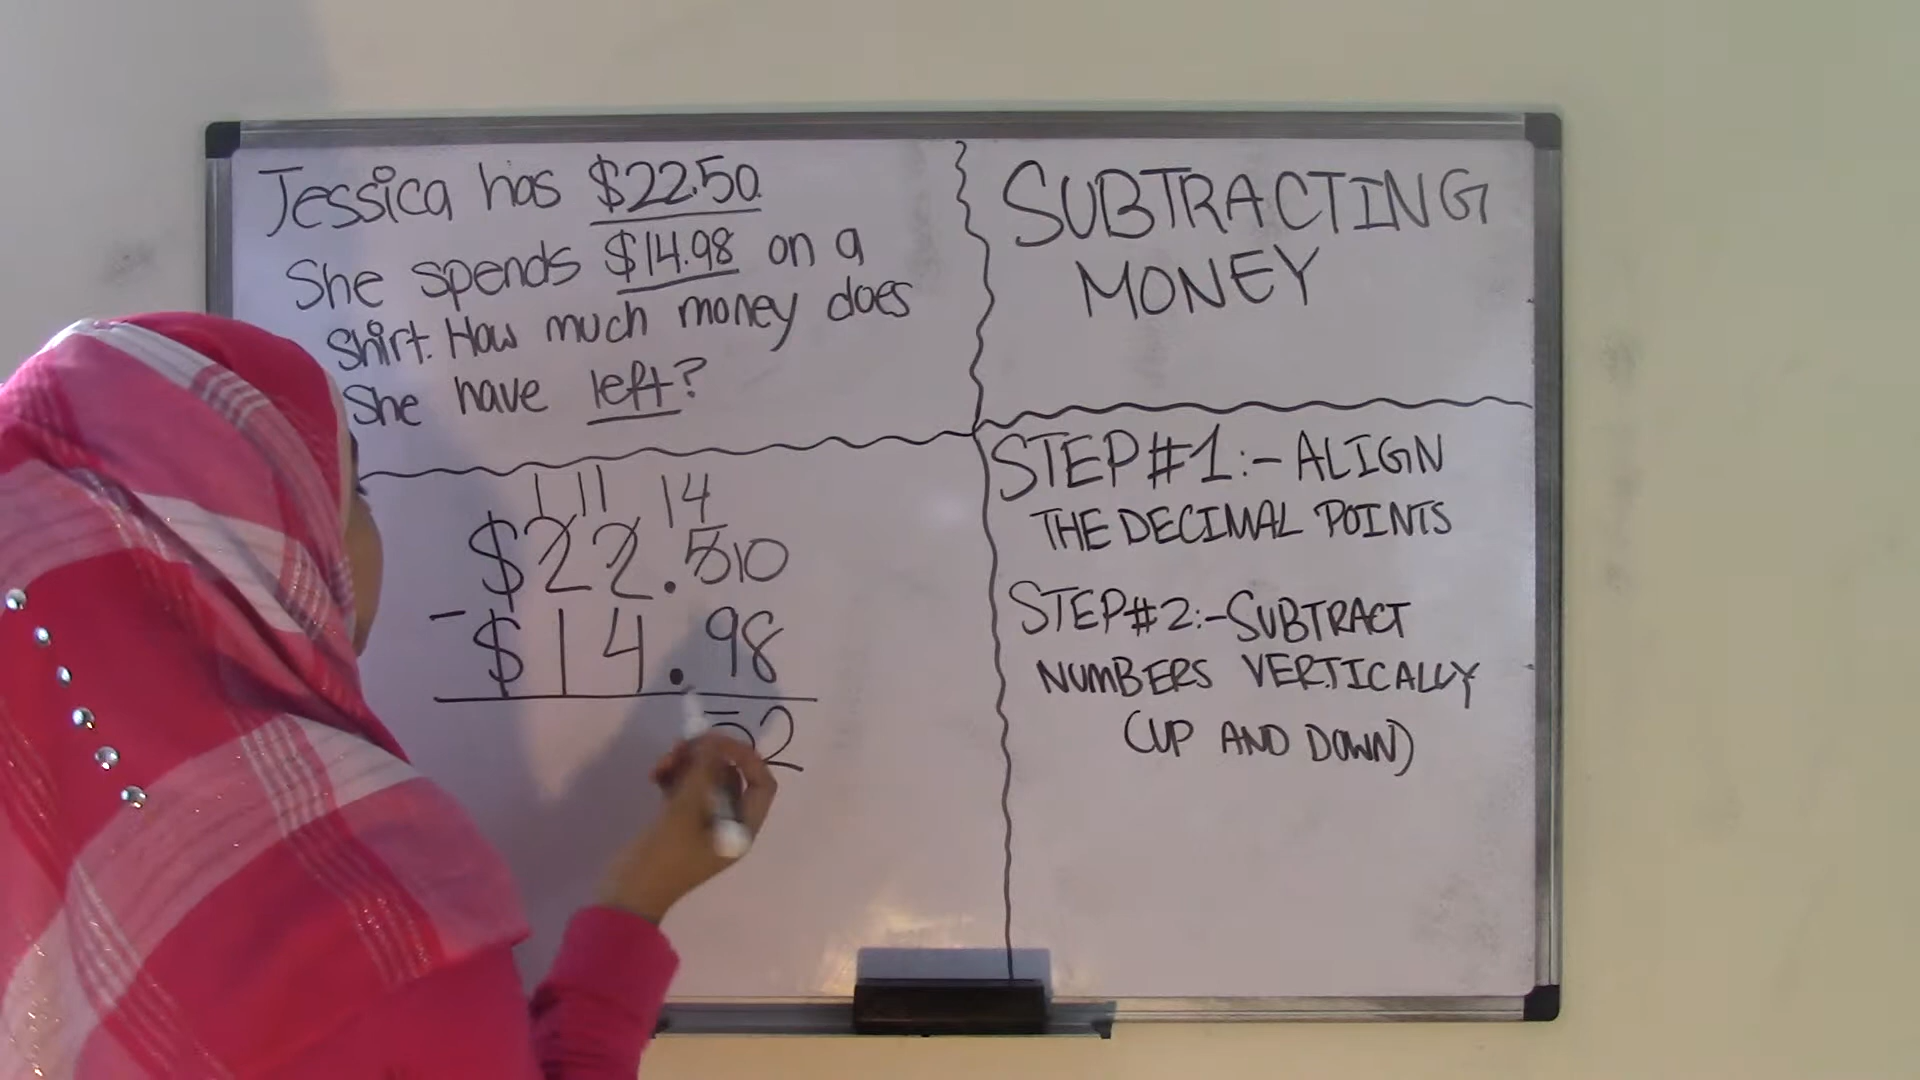 Jessica has $22.50.
She spends $14.98 on a
Shirt. How much money does
She have left?
SUBTRACTING
MONEY
1 11 14
$22.510
- $14.98
52
STEP #1:- ALIGN
THE DECIMAL POINTS
STEP #2:- SUBTRACT
NUMBERS VERTICALLY
(UP AND DOWN)